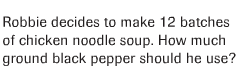 Robbie decides to make 12 batches
of chicken noodle soup. How much
ground black pepper should he use?